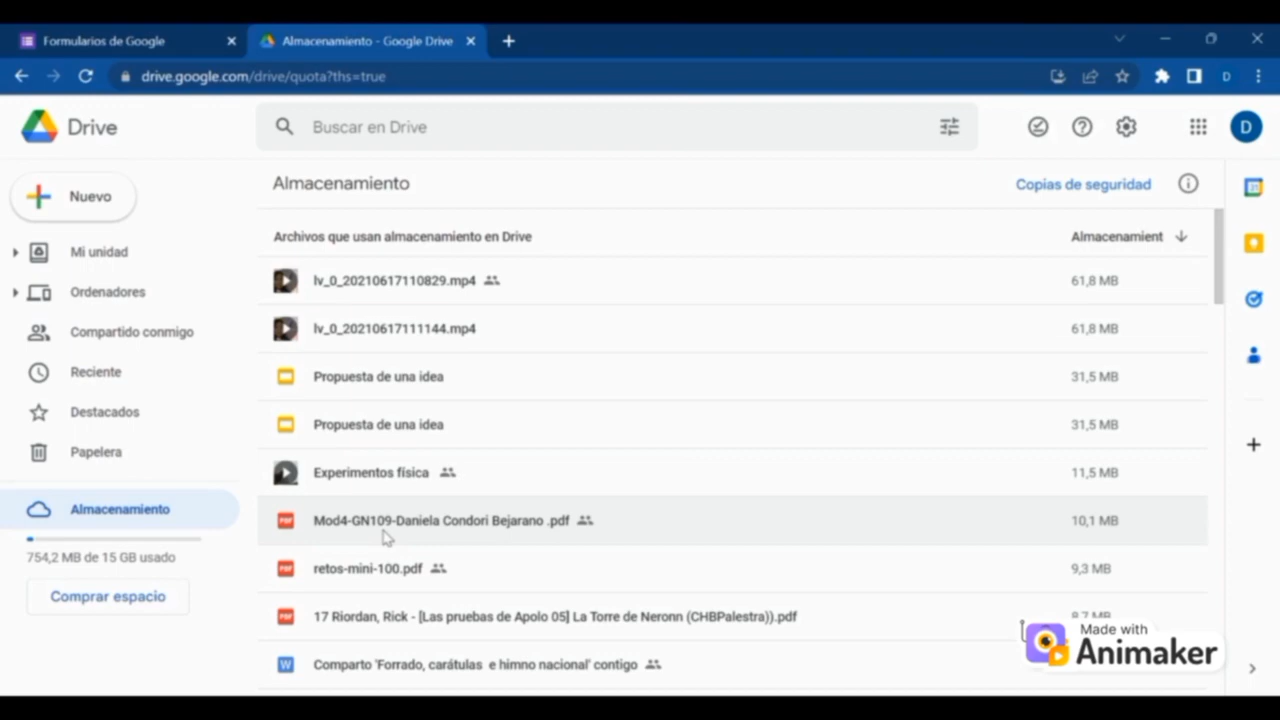 Formularios de Google
Almacenamiento - Google Drive
drive.google.com/drive/quota?ths=true
D
Drive
Buscar en Drive
D
Nuevo
Almacenamiento
Copias de seguridad
Mi unidad
Ordenadores
Compartido conmigo
Reciente
Destacados
Papelera
Almacenamiento
754,2 MB de 15 GB usado
Comprar espacio
Archivos que usan almacenamiento en Drive
Almacenamient
lv_0_20210617110829.mp4 61,8 MB
lv_0_20210617111144.mp4 61,8 MB
Propuesta de una idea 31,5 MB
Propuesta de una idea 31,5 MB
Experimentos física 11,5 MB
PDF Mod4-GN109-Daniela Condori Bejarano .pdf 10,1 MB
PDF retos-mini-100.pdf 9,3 MB
PDF 17 Riordan, Rick - [Las pruebas de Apolo 05] La Torre de Neronn (CHBPalestra)).pdf 8,7 MB
W Comparto 'Forrado, carátulas e himno nacional' contigo
Made with
Animaker